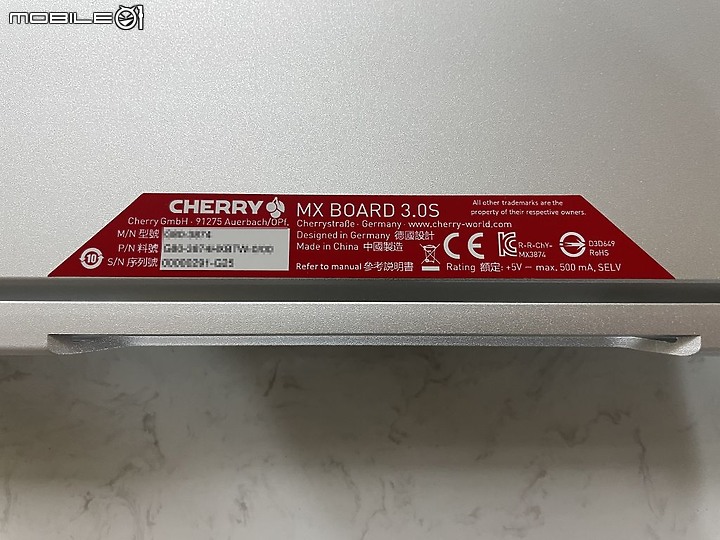 MOBILE01
CHERRY
MX BOARD 3.0S
All other trademarks are the
property of their respective owners.
Cherry GmbH · 91275 Auerbach/OPf.
Cherrystraße · Germany · www.cherry-world.com
M/N 型號
P/N 料號
S/N 序列號
10
Designed in Germany 德國設計
Made in China 中國製造
Refer to manual 參考説明書
CE
R-R-ChY-
MX3874
D3D649
RoHS
Rating 額定: +5V ⎓ max. 500 mA, SELV